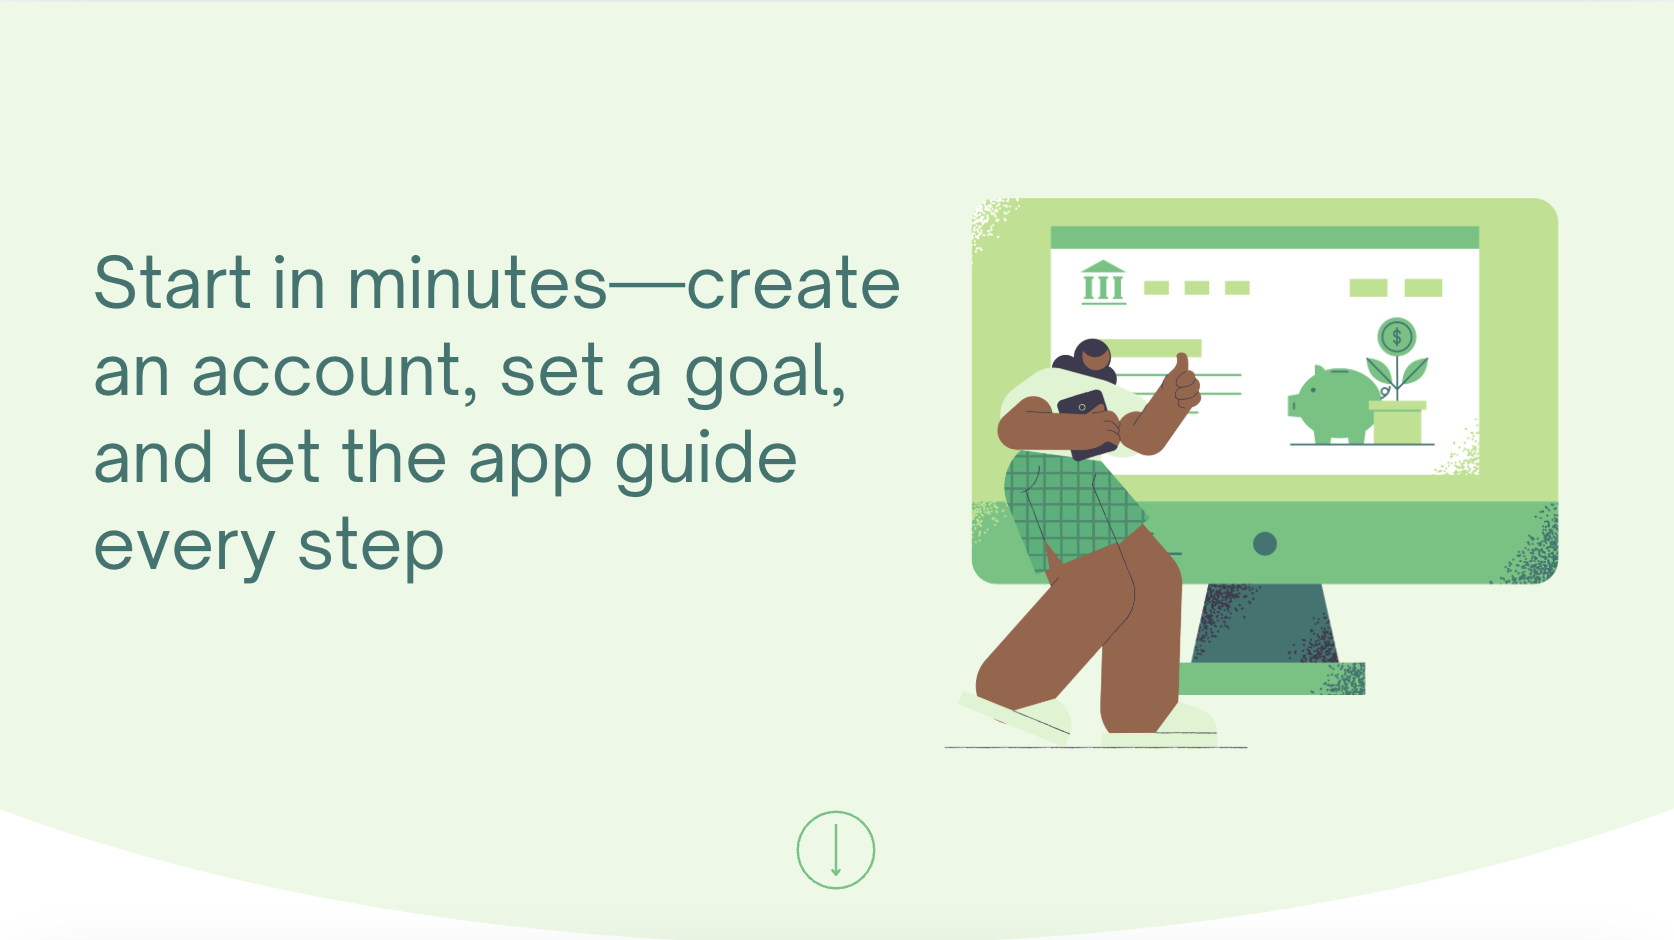 Start in minutes—create
an account, set a goal,
and let the app guide
every step
$